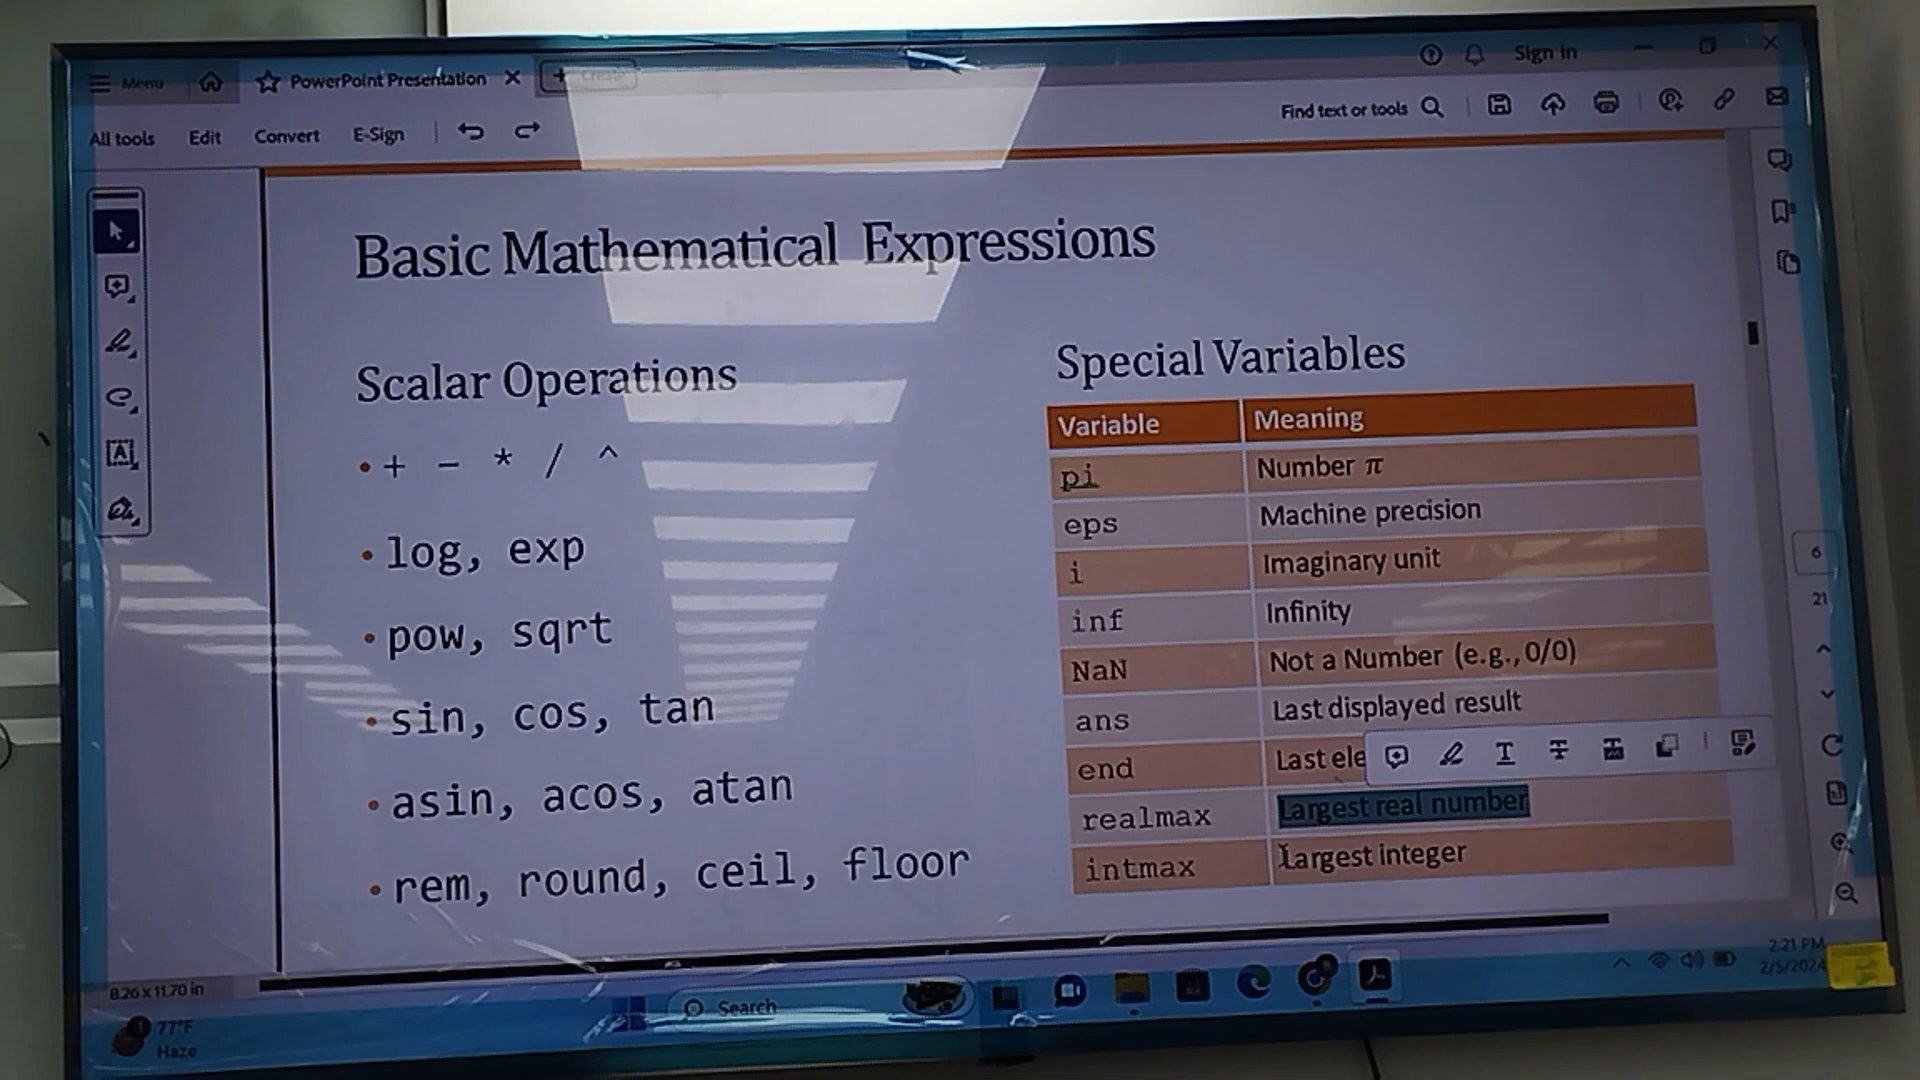 Menu
PowerPoint Presentation
Create
Sign in
All tools Edit Convert E-Sign
Find text or tools
Basic Mathematical Expressions
Scalar Operations
• + - * / ^
• log, exp
• pow, sqrt
• sin, cos, tan
• asin, acos, atan
• rem, round, ceil, floor
Special Variables
Variable Meaning
pi Number π
eps Machine precision
i Imaginary unit
inf Infinity
NaN Not a Number (e.g., 0/0)
ans Last displayed result
end Last ele
realmax Largest real number
intmax Largest integer
6
21
8.26 x 11.70 in
1
77°F
Haze
Search
2:21 PM
2/5/2024